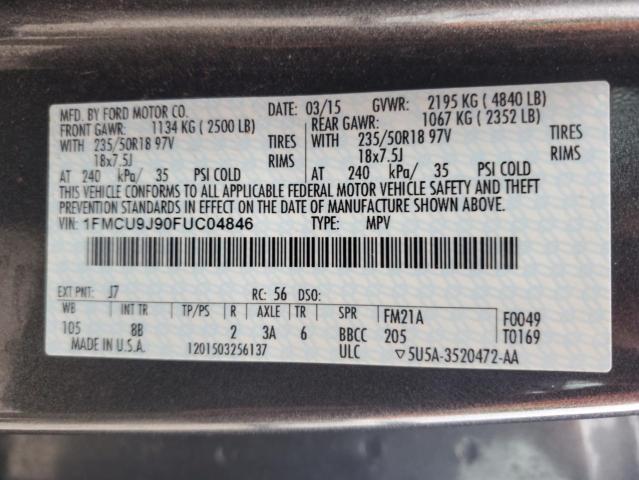 MFD. BY FORD MOTOR CO. DATE: 03/15 GVWR: 2195 KG ( 4840 LB)
FRONT GAWR: 1134 KG ( 2500 LB) REAR GAWR: 1067 KG ( 2352 LB)
WITH 235/50R18 97V TIRES WITH 235/50R18 97V TIRES
18x7.5J RIMS 18x7.5J RIMS
AT 240 kPa/ 35 PSI COLD AT 240 kPa/ 35 PSI COLD
THIS VEHICLE CONFORMS TO ALL APPLICABLE FEDERAL MOTOR VEHICLE SAFETY AND THEFT
PREVENTION STANDARDS IN EFFECT ON THE DATE OF MANUFACTURE SHOWN ABOVE.
VIN: 1FMCU9J90FUC04846 TYPE: MPV
EXT PNT: J7 RC: 56 DSO:
WB INT TR TP/PS R AXLE TR SPR FM21A F0049
105 8B 2 3A 6 BBCC 205 T0169
MADE IN U.S.A. 1201503256137 ULC ▽5U5A-3520472-AA